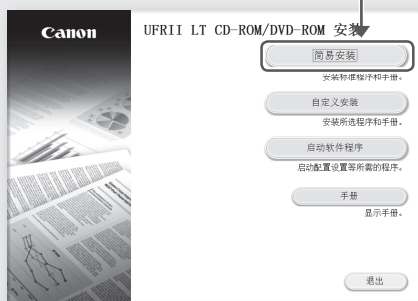 Canon
UFRII LT CD-ROM/DVD-ROM 安装
简易安装
安装标准程序和手册。
自定义安装
安装所选程序和手册。
启动软件程序
启动配置设置等所需的程序。
手册
显示手册。
退出